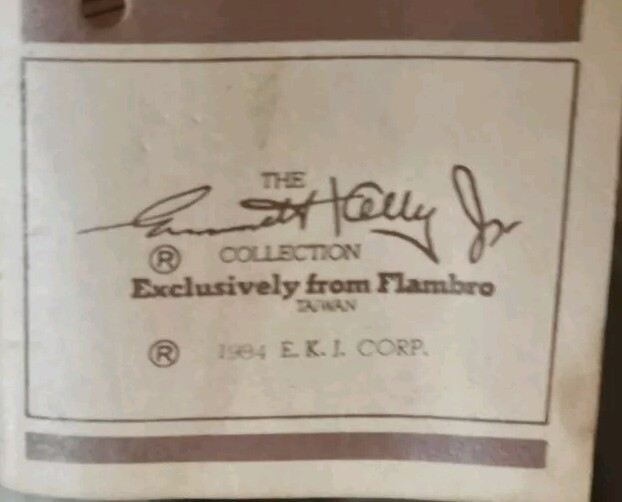 THE
Emmett Kelly Jr
® COLLECTION
Exclusively from Flambro
TAIWAN
® 1984 E.K.J. CORP.